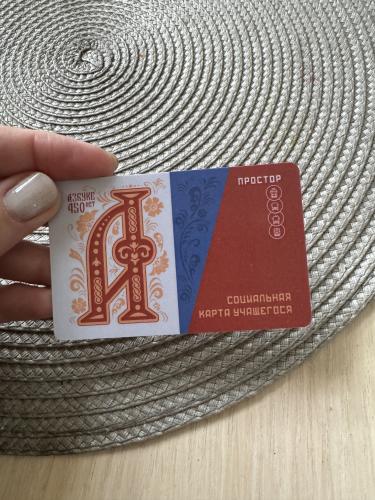 АЗБУКЕ
450 ЛЕТ
А
ПРОСТОР
СОЦИАЛЬНАЯ
КАРТА УЧАЩЕГОСЯ